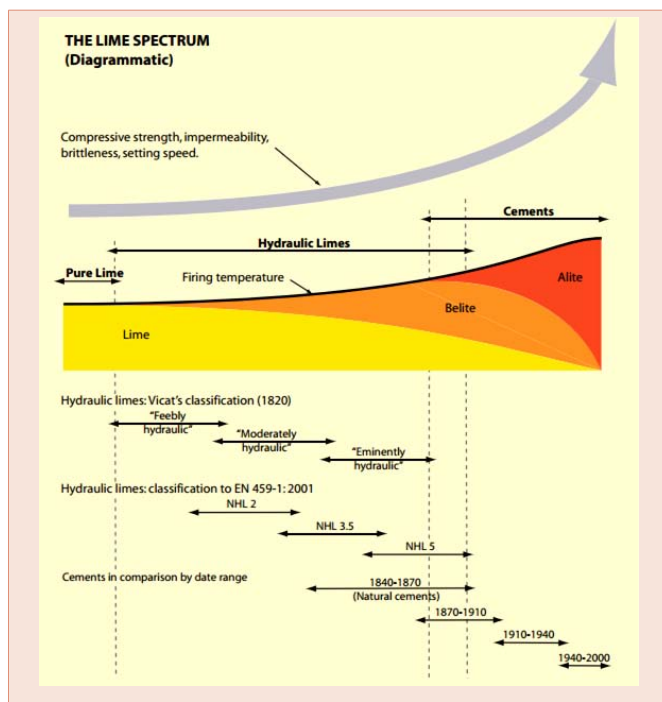 THE LIME SPECTRUM
(Diagrammatic)
Compressive strength, impermeability,
brittleness, setting speed.
Cements
Hydraulic Limes
Pure Lime
Firing temperature
Alite
Belite
Lime
Hydraulic limes: Vicat's classification (1820)
"Feebly
hydraulic"
"Moderately
hydraulic"
"Eminently
hydraulic"
Hydraulic limes: classification to EN 459-1: 2001
NHL 2
NHL 3.5
NHL 5
Cements in comparison by date range
1840-1870
(Natural cements)
1870-1910
1910-1940
1940-2000